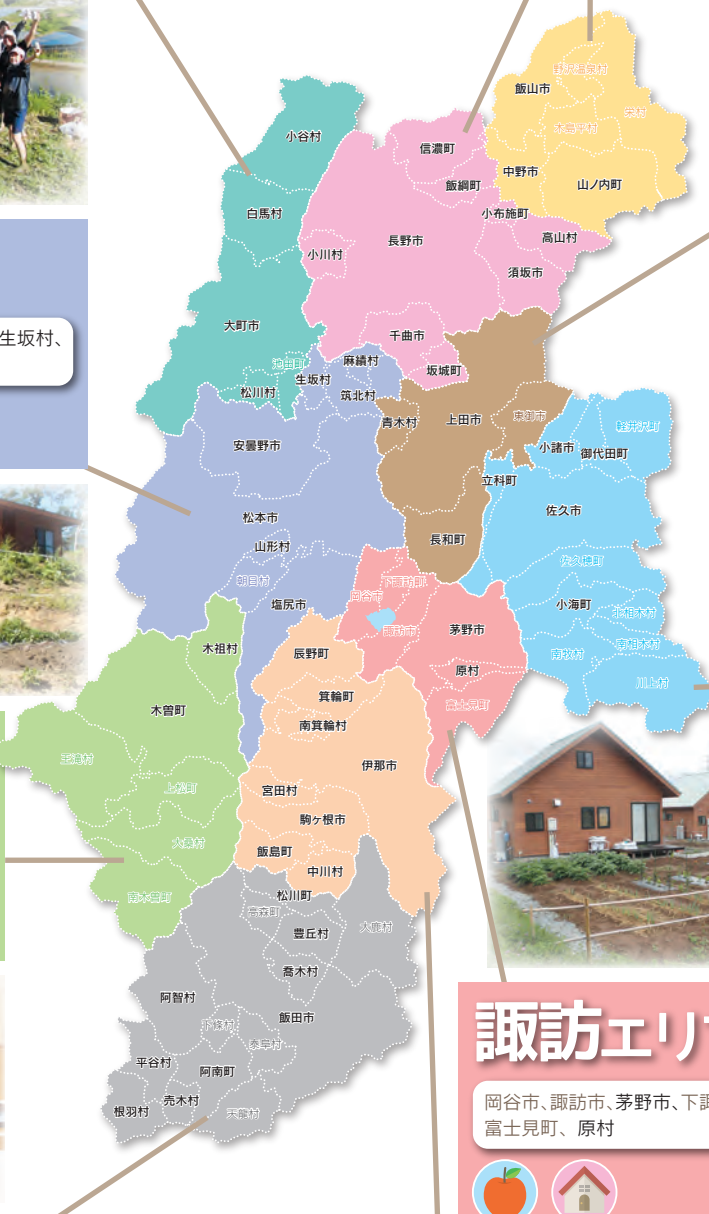 野沢温泉村
飯山市
栄村
木島平村
小谷村
信濃町
中野市
飯綱町
山ノ内町
白馬村
小布施町
長野市
高山村
小川村
須坂市
生坂村、
大町市
千曲市
麻績村
池田町
坂城町
生坂村
松川村
筑北村
青木村
上田市
東御市
軽井沢町
安曇野市
小諸市
御代田町
立科町
松本市
佐久市
長和町
山形村
佐久穂町
朝日村
下諏訪町
岡谷市
塩尻市
小海町
北相木村
諏訪市
茅野市
南相木村
木祖村
辰野町
南牧村
原村
川上村
箕輪町
富士見町
木曽町
南箕輪村
王滝村
伊那市
上松町
宮田村
駒ヶ根市
大桑村
飯島町
中川村
南木曽町
松川町
高森町
豊丘村
大鹿村
喬木村
阿智村
飯田市
下條村
泰阜村
平谷村
阿南町
売木村
根羽村
天龍村
諏訪エリア
岡谷市、諏訪市、茅野市、下諏
富士見町、原村